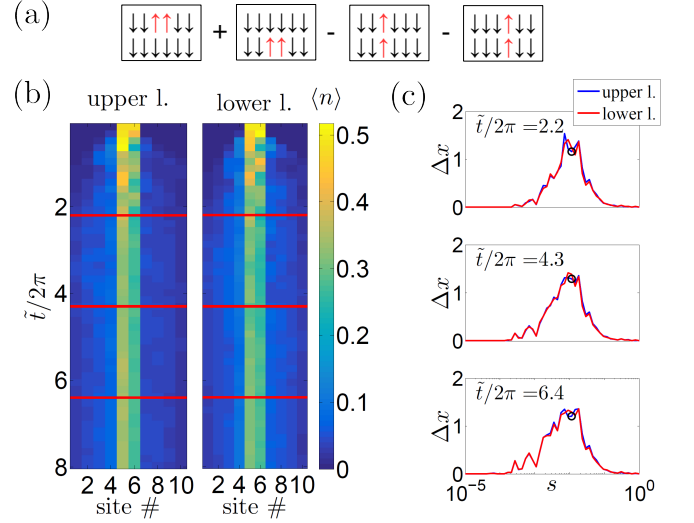 (a)
↓↓↑↑↓↓ + ↓↓↓↓↓↓ - ↓↓↑↓↓↓ - ↓↓↓↑↓↓
↓↓↓↓↓↓ ↓↓↑↑↓↓ ↓↓↑↓↓↓ ↓↓↓↑↓↓
(b)
upper l. lower l. ⟨n⟩
0.5
0.4
0.3
0.2
0.1
0
2
4
6
8
t̃/2π
2 4 6 8 10 2 4 6 8 10
site # site #
(c)
upper l.
lower l.
t̃/2π =2.2
2
1
0
Δx
t̃/2π =4.3
2
1
0
Δx
t̃/2π =6.4
2
1
0
Δx
10⁻⁵ s 10⁰